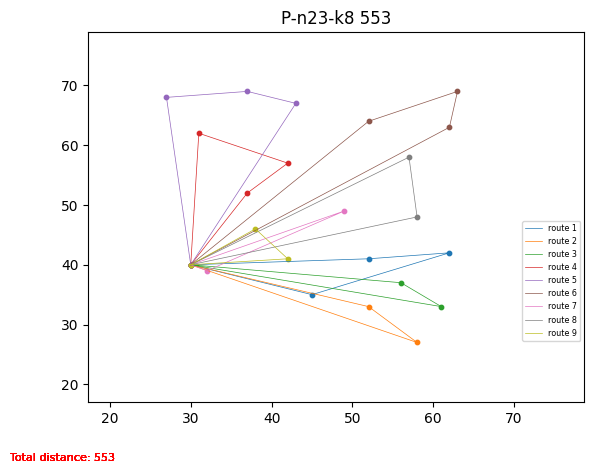 P-n23-k8 553
70
60
50
40
30
20
20 30 40 50 60 70
route 1
route 2
route 3
route 4
route 5
route 6
route 7
route 8
route 9
Total distance: 553